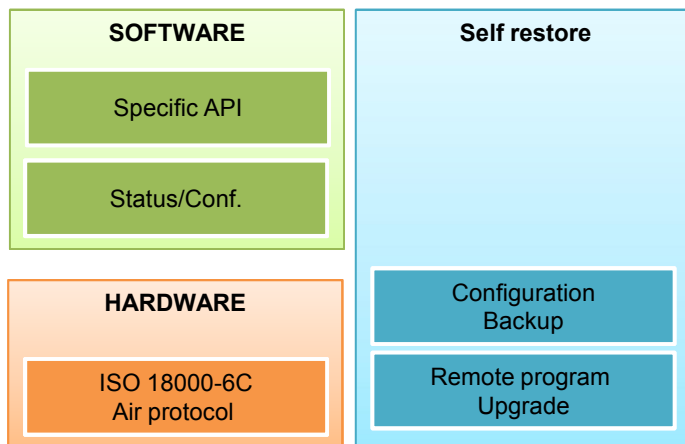 SOFTWARE
Specific API
Status/Conf.
HARDWARE
ISO 18000-6C
Air protocol
Self restore
Configuration
Backup
Remote program
Upgrade